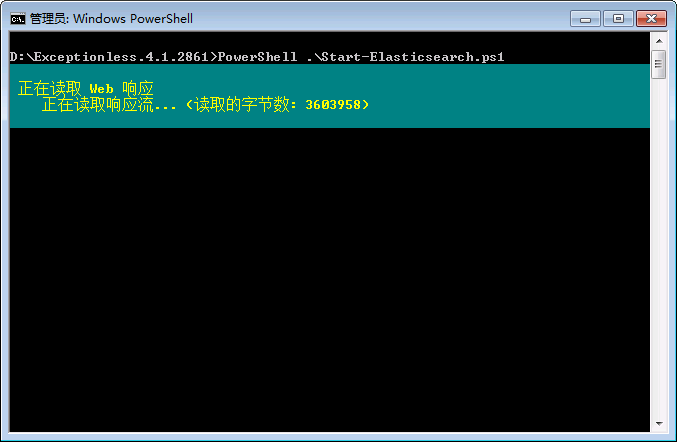 管理员: Windows PowerShell
D:\Exceptionless.4.1.2861>PowerShell .\Start-Elasticsearch.ps1
正在读取 Web 响应
正在读取响应流... (读取的字节数: 3603958)